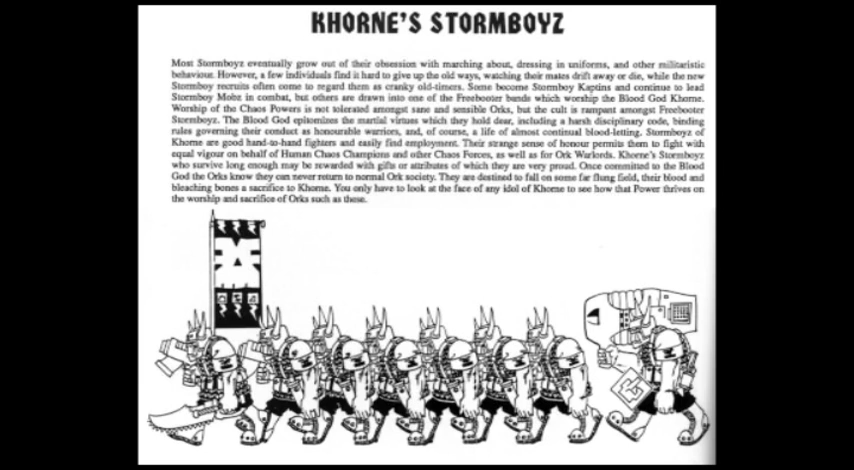 KHORNE'S STORMBOYZ
Most Stormboyz eventually grow out of their obsession with marching about, dressing in uniforms, and other militaristic
behaviour. However, a few individuals find it hard to give up the old ways, watching their mates drift away or die, while the new
Stormboy recruits often come to regard them as cranky old-timers. Some become Stormboy Kaptins and continue to lead
Stormboy Mobz in combat, but others are drawn into one of the Freebooter bands which worship the Blood God Khorne.
Worship of the Chaos Powers is not tolerated amongst sane and sensible Orks, but the cult is rampant amongst Freebooter
Stormboyz. The Blood God epitomizes the martial virtues which they hold dear, including a harsh disciplinary code, binding
rules governing their conduct as honourable warriors, and, of course, a life of almost continual blood-letting. Stormboyz of
Khorne are good hand-to-hand fighters and easily find employment. Their strange sense of honour permits them to fight with
equal vigour on behalf of Human Chaos Champions and other Chaos Forces, as well as for Ork Warlords. Khorne's Stormboyz
who survive long enough may be rewarded with gifts or attributes of which they are very proud. Once committed to the Blood
God the Orks know they can never return to normal Ork society. They are destined to fall on some far flung field, their blood and
bleaching bones a sacrifice to Khorne. You only have to look at the face of any idol of Khorne to see how that Power thrives on
the worship and sacrifice of Orks such as these.